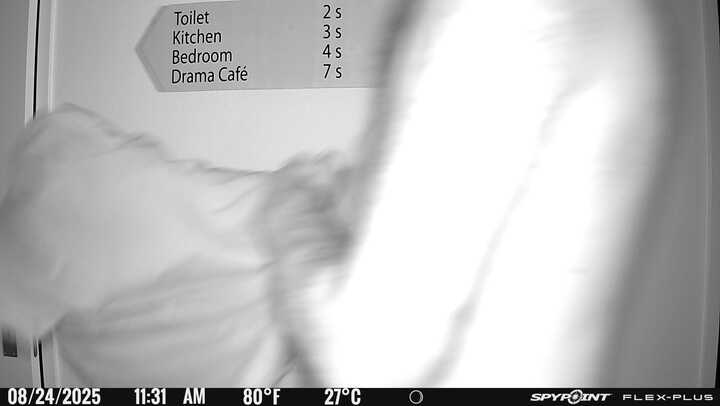 Toilet 2 s
Kitchen 3 s
Bedroom 4 s
Drama Café 7 s
08/24/2025 11:31 AM 80°F 27°C SPYPOINT FLEX-PLUS